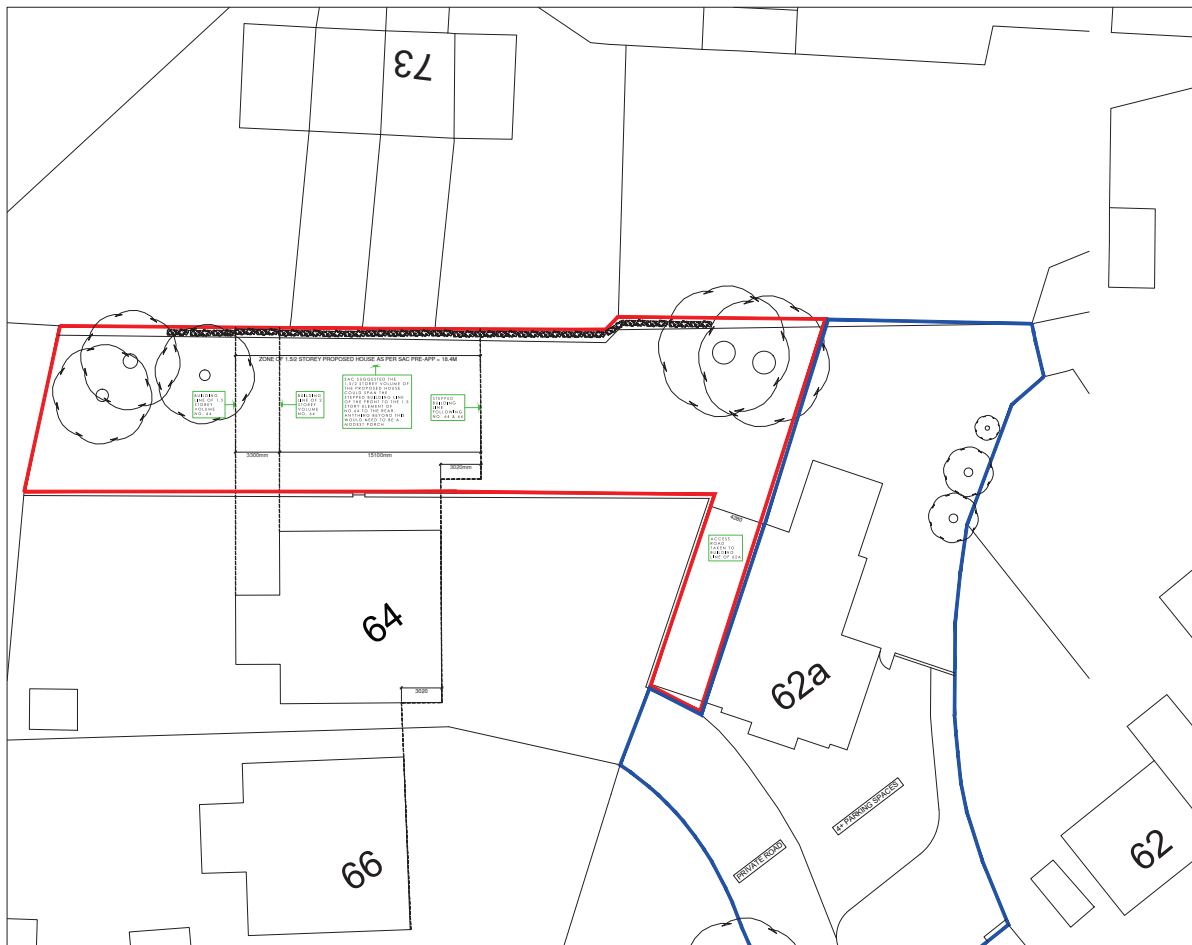 73
ZONE OF 1.5/2 STOREY PROPOSED HOUSE AS PER SAC PRE-APP = 18.4M
BUILDING
LINE OF 1.5
STOREY
VOLUME
NO. 64
BUILDING
LINE OF 2
STOREY
VOLUME
NO. 64
SAC SUGGESTED THE
1.5/2 STOREY VOLUME OF
THE PROPOSED HOUSE
COULD SPAN THE
STEPPED BUILDING LINE
OF THE FRONT TO THE 1.5
STORY ELEMENT OF
NO.64 TO THE REAR.
ANYTHING BEYOND THIS
WOULD NEED TO BE A
MODEST PORCH
STEPPED
BUILDING
LINE
FOLLOWING
NO. 64 & 66
3300mm
15100mm
3020mm
4260
ACCESS
ROAD
TAKEN TO
BUILDING
LINE OF 62A
64
62a
3020
66
4+ PARKING SPACES
PRIVATE ROAD
62